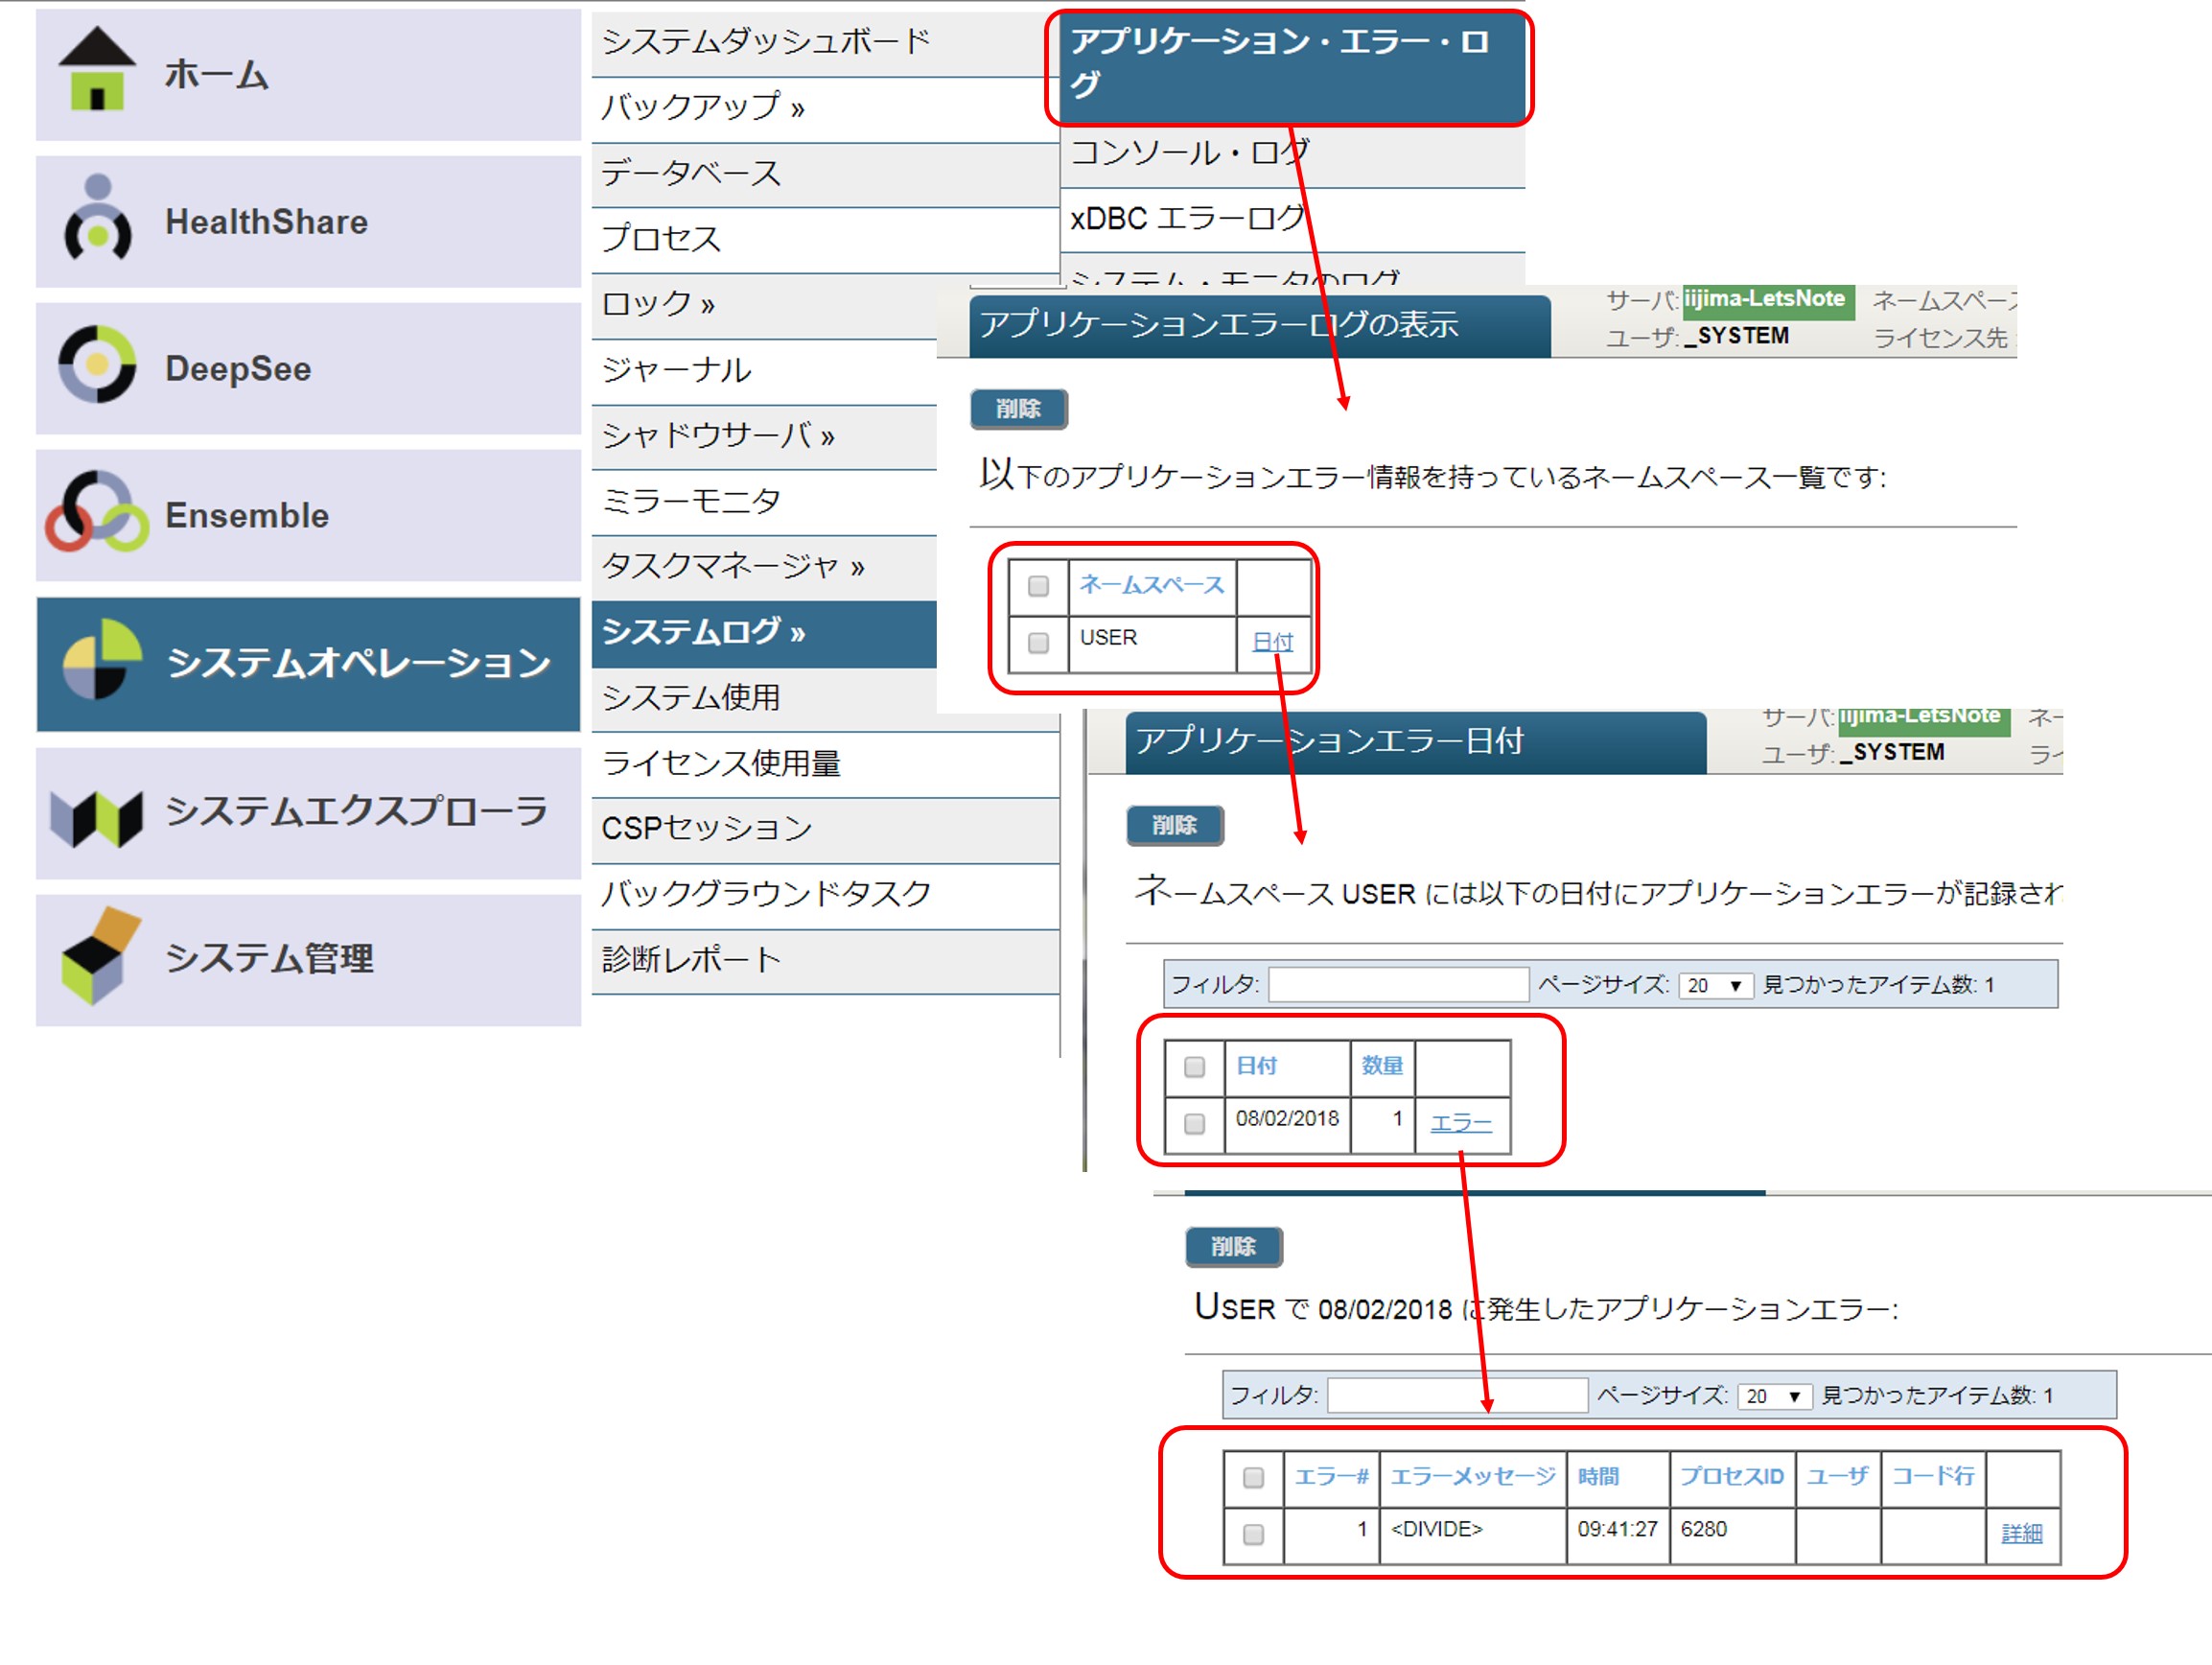 ホーム
HealthShare
DeepSee
Ensemble
システムオペレーション
システムエクスプローラ
システム管理
システムダッシュボード
バックアップ »
データベース
プロセス
ロック »
ジャーナル
シャドウサーバ »
ミラーモニタ
タスクマネージャ »
システムログ »
システム使用
ライセンス使用量
CSPセッション
バックグラウンドタスク
診断レポート
アプリケーション・エラー・ロ
グ
コンソール・ログ
xDBC エラーログ
システム・モニタのログ
アプリケーションエラーログの表示
サーバ: iijima-LetsNote ネームスペース
ユーザ: _SYSTEM ライセンス先
削除
以下のアプリケーションエラー情報を持っているネームスペース一覧です:
ネームスペース
USER 日付
アプリケーションエラー日付
サーバ: iijima-LetsNote ネー
ユーザ: _SYSTEM ライ
削除
ネームスペース USER には以下の日付にアプリケーションエラーが記録され
フィルタ: ページサイズ: 20 ▼ 見つかったアイテム数: 1
日付 数量
08/02/2018 1 エラー
削除
USER で 08/02/2018 に発生したアプリケーションエラー:
フィルタ: ページサイズ: 20 ▼ 見つかったアイテム数: 1
エラー# エラーメッセージ 時間 プロセスID ユーザ コード行
1 <DIVIDE> 09:41:27 6280 詳細